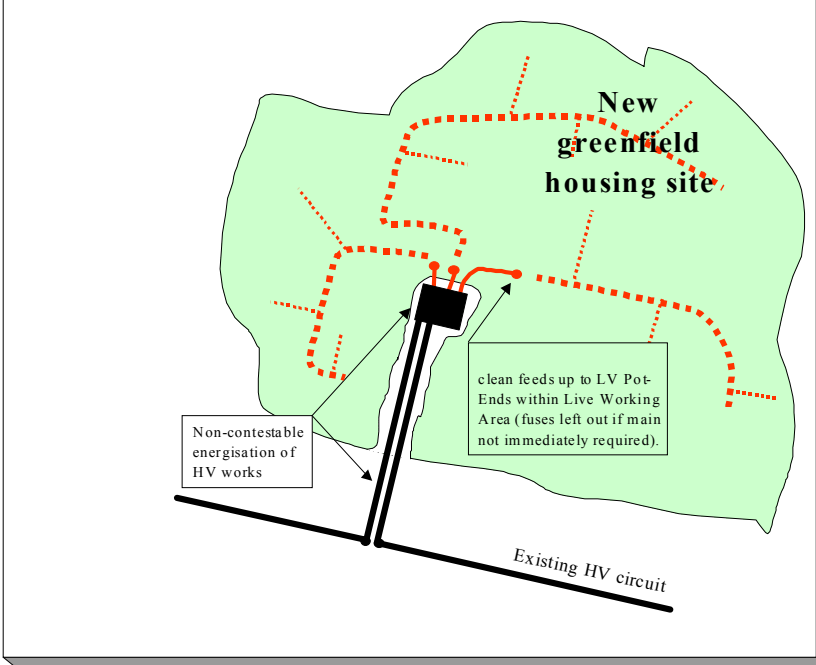 New
greenfield
housing site
clean feeds up to LV Pot-
Ends within Live Working
Area (fuses left out if main
not immediately required).
Non-contestable
energisation of
HV works
Existing HV circuit